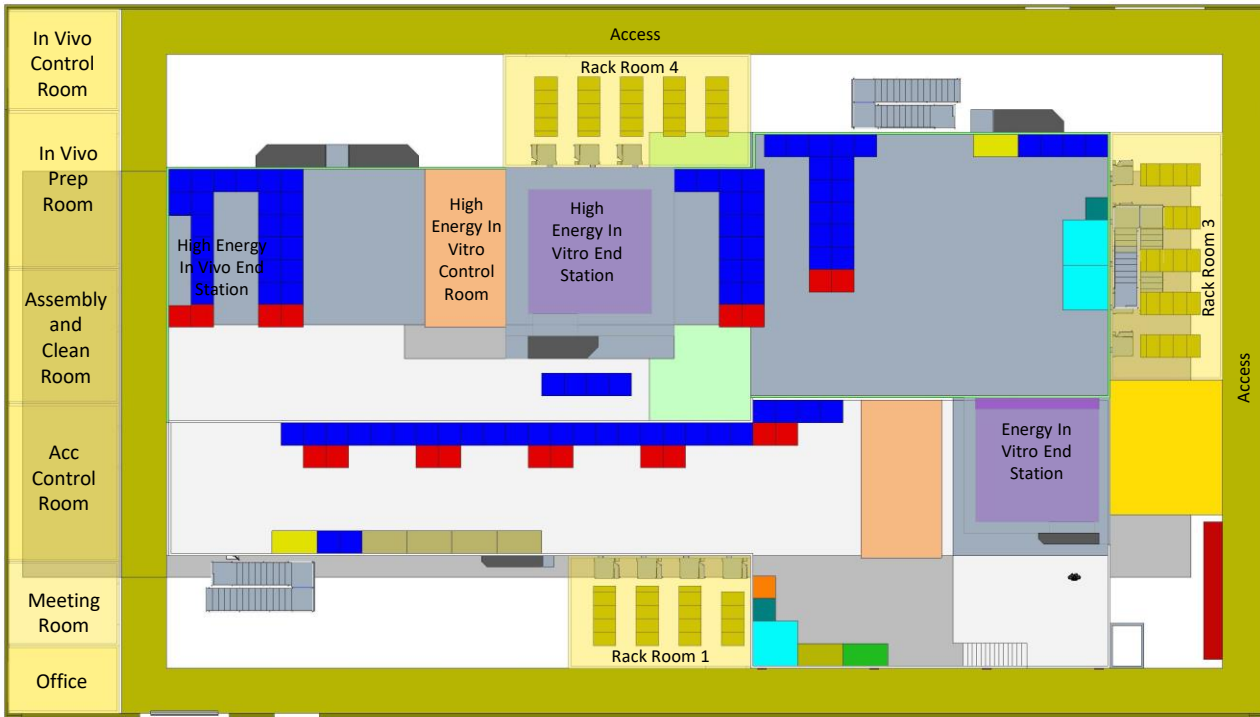 In Vivo
Control
Room
Access
Rack Room 4
In Vivo
Prep
Room
High Energy
In Vivo End
Station
High
Energy In
Vitro
Control
Room
High
Energy In
Vitro End
Station
Rack Room 3
Assembly
and
Clean
Room
Access
Acc
Control
Room
Energy In
Vitro End
Station
Meeting
Room
Rack Room 1
Office